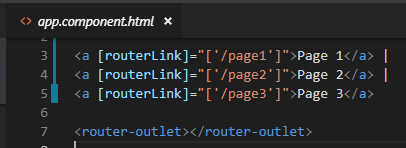 <> app.component.html ×
2
3 <a [routerLink]="['/page1']">Page 1</a> |
4 <a [routerLink]="['/page2']">Page 2</a> |
5 <a [routerLink]="['/page3']">Page 3</a>
6
7 <router-outlet></router-outlet>
8